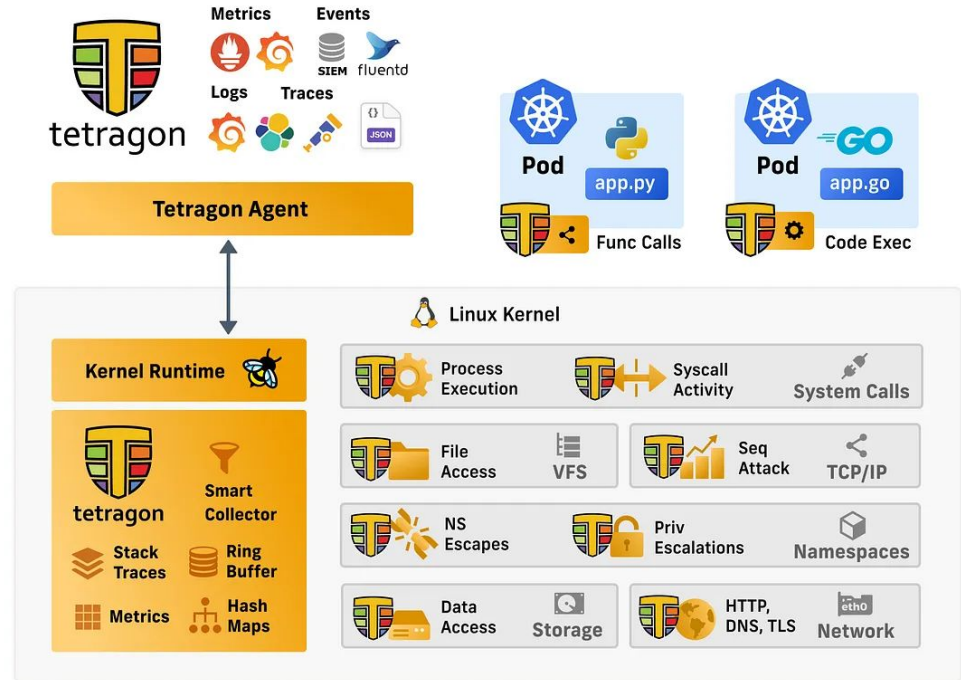 Metrics
Events
SIEM
fluentd
Logs
Traces
{}
JSON
tetragon
Tetragon Agent
Pod
app.py
Func Calls
Pod
GO
app.go
Code Exec
Linux Kernel
Kernel Runtime
tetragon
Smart
Collector
Stack
Traces
Ring
Buffer
Metrics
Hash
Maps
Process
Execution
Syscall
Activity
System Calls
File
Access
VFS
Seq
Attack
TCP/IP
NS
Escapes
Priv
Escalations
Namespaces
Data
Access
Storage
HTTP,
DNS, TLS
eth0
Network